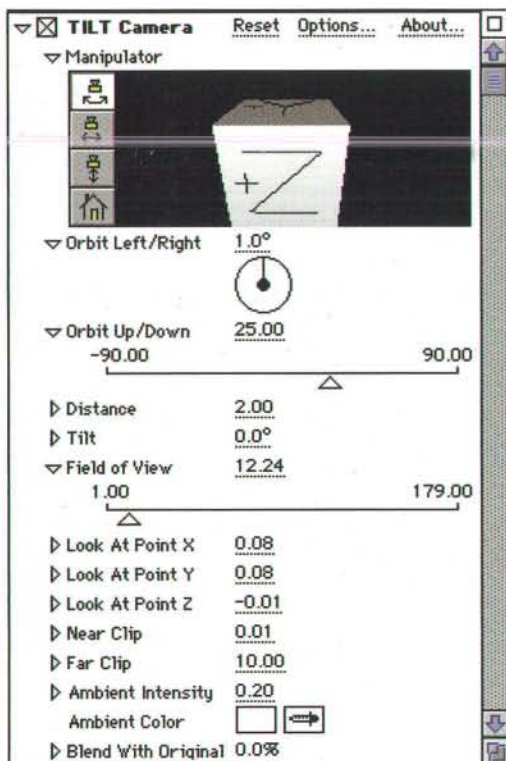 TILT Camera Reset Options... About...
Manipulator
+Z
Orbit Left/Right 1.0°
Orbit Up/Down 25.00
-90.00 90.00
Distance 2.00
Tilt 0.0°
Field of View 12.24
1.00 179.00
Look At Point X 0.08
Look At Point Y 0.08
Look At Point Z -0.01
Near Clip 0.01
Far Clip 10.00
Ambient Intensity 0.20
Ambient Color
Blend With Original 0.0%